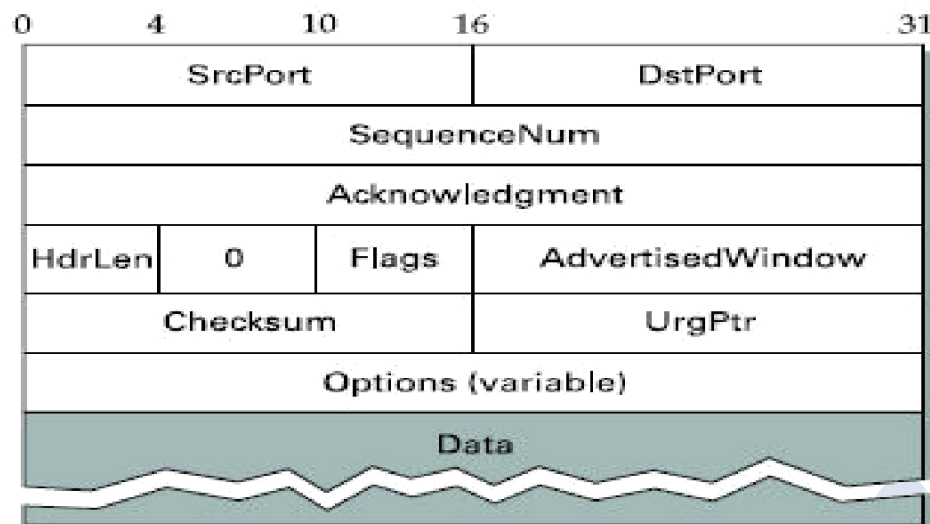 0 4 10 16 31
SrcPort DstPort
SequenceNum
Acknowledgment
HdrLen 0 Flags AdvertisedWindow
Checksum UrgPtr
Options (variable)
Data